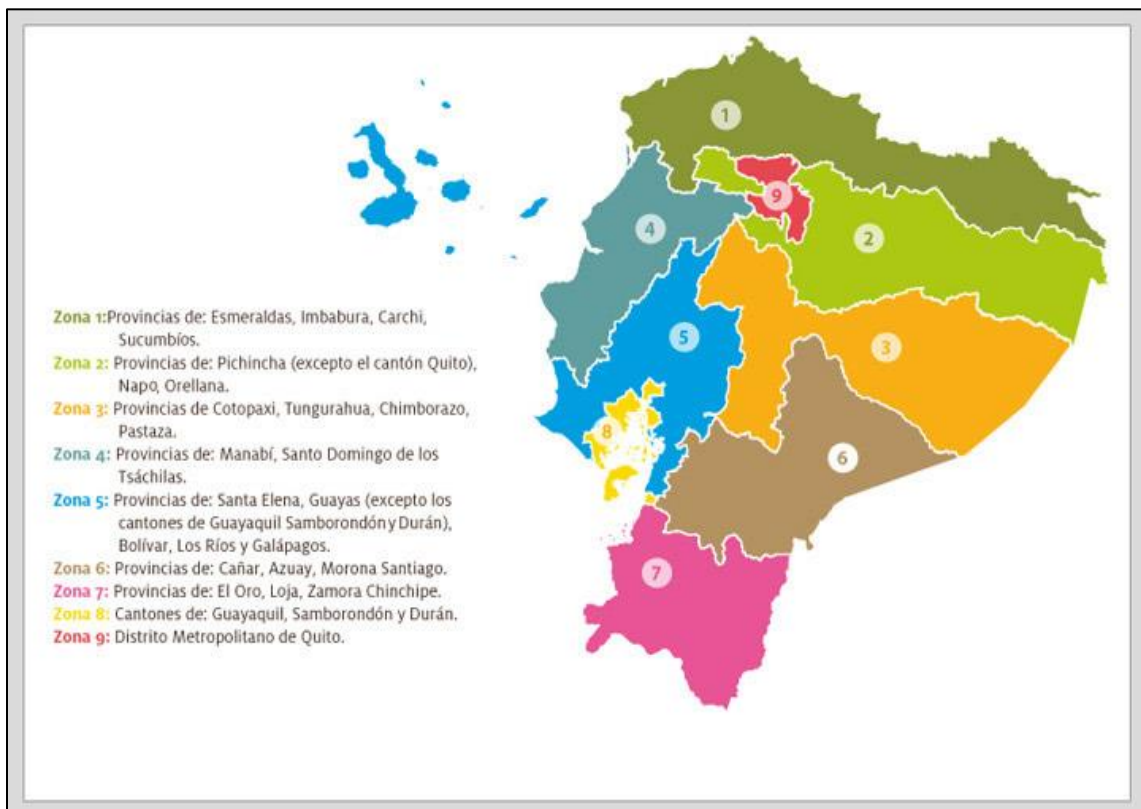 1
9
2
4
5
3
8
6
7
Zona 1:Provincias de: Esmeraldas, Imbabura, Carchi,
Sucumbíos.
Zona 2: Provincias de: Pichincha (excepto el cantón Quito),
Napo, Orellana.
Zona 3: Provincias de Cotopaxi, Tungurahua, Chimborazo,
Pastaza.
Zona 4: Provincias de: Manabí, Santo Domingo de los
Tsáchilas.
Zona 5: Provincias de: Santa Elena, Guayas (excepto los
cantones de Guayaquil Samborondón y Durán),
Bolívar, Los Ríos y Galápagos.
Zona 6: Provincias de: Cañar, Azuay, Morona Santiago.
Zona 7: Provincias de: El Oro, Loja, Zamora Chinchipe.
Zona 8: Cantones de: Guayaquil, Samborondón y Durán.
Zona 9: Distrito Metropolitano de Quito.